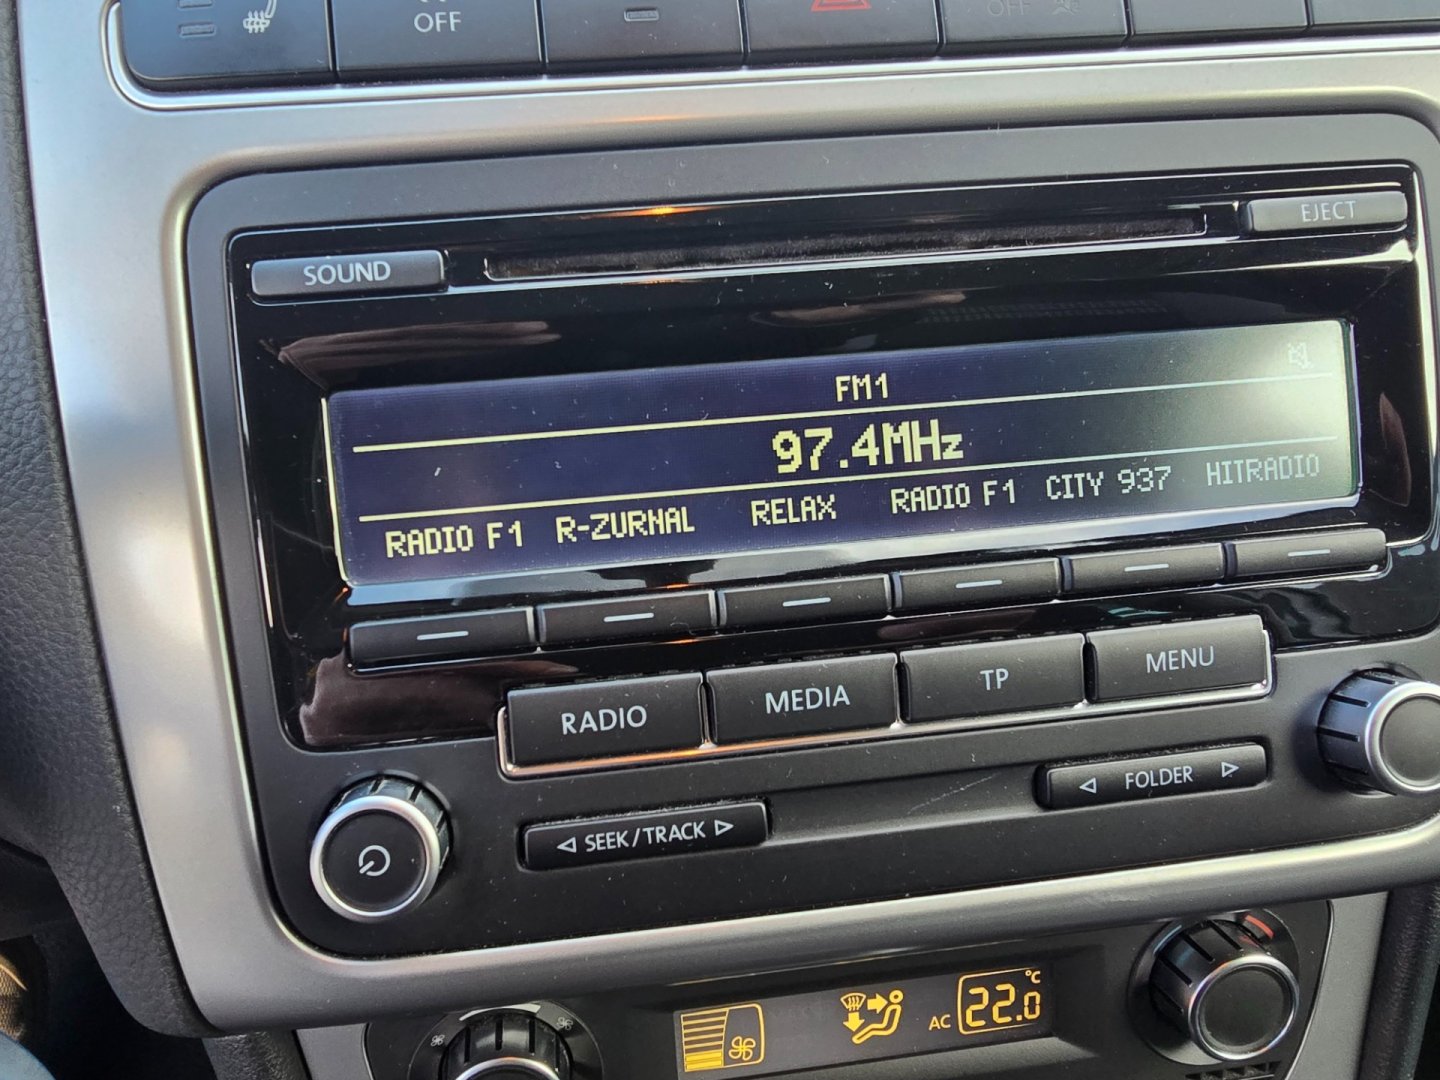 OFF
OFF
EJECT
SOUND
FM1
97.4MHz
RADIO F1 R-ZURNAL RELAX RADIO F1 CITY 937 HITRADIO
RADIO MEDIA TP MENU
FOLDER
SEEK/TRACK
AC 22.0 °C